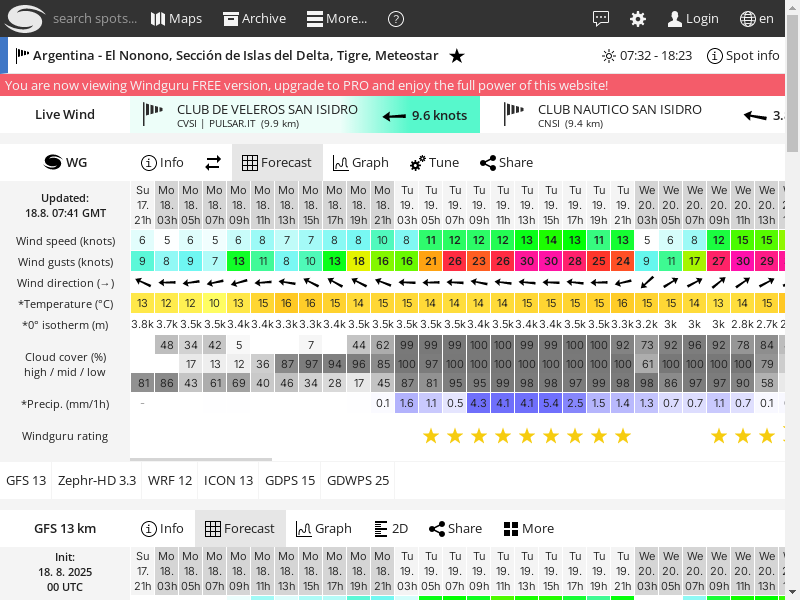 search spots... Maps Archive More... ? Login en
Argentina - El Nonono, Sección de Islas del Delta, Tigre, Meteostar ★ 07:32 - 18:23 Spot info
You are now viewing Windguru FREE version, upgrade to PRO and enjoy the full power of this website!
Live Wind CLUB DE VELEROS SAN ISIDRO 9.6 knots CLUB NAUTICO SAN ISIDRO 3.
CVSI | PULSAR.IT (9.9 km) CNSI (9.4 km)
WG Info Forecast Graph Tune Share
Updated: Su Mo Mo Mo Mo Mo Mo Mo Mo Mo Mo Tu Tu Tu Tu Tu Tu Tu Tu Tu Tu We We We We We We
18.8. 07:41 GMT 17. 18. 18. 18. 18. 18. 18. 18. 18. 18. 18. 19. 19. 19. 19. 19. 19. 19. 19. 19. 19. 20. 20. 20. 20. 20. 20.
21h 03h 05h 07h 09h 11h 13h 15h 17h 19h 21h 03h 05h 07h 09h 11h 13h 15h 17h 19h 21h 03h 05h 07h 09h 11h 13h
Wind speed (knots) 6 5 6 5 6 8 7 7 8 8 10 8 11 12 12 12 13 14 13 11 13 5 6 8 12 15 15
Wind gusts (knots) 9 8 9 7 13 11 8 10 13 18 16 16 21 26 23 26 30 30 28 25 24 9 11 17 27 30 29
Wind direction (→)
*Temperature (°C) 13 12 12 10 13 15 16 16 15 14 15 15 14 14 14 15 15 14 15 15 16 15 15 14 13 14 15
*0° isotherm (m) 3.8k 3.7k 3.5k 3.5k 3.4k 3.4k 3.3k 3.3k 3.4k 3.5k 3.5k 3.5k 3.5k 3.5k 3.5k 3.5k 3.4k 3.4k 3.5k 3.4k 3.3k 3.2k 3k 3k 3k 2.8k 2.7k
Cloud cover (%) 48 34 42 5 7 44 62 99 99 99 100 100 99 99 99 100 92 73 92 96 92 78 84
high / mid / low 17 13 12 36 87 97 94 96 85 100 97 100 100 100 100 100 100 100 100 61 100 100 100 100 79
81 86 43 61 69 40 46 34 28 17 45 87 81 95 95 99 98 98 97 99 98 98 86 97 97 90 58
*Precip. (mm/1h) - 0.1 1.6 1.1 0.5 4.3 4.1 4.1 5.4 2.5 1.5 1.4 1.3 0.7 0.7 1.1 0.7 0.1
Windguru rating ★ ★ ★ ★ ★ ★ ★ ★ ★ ★ ★ ★
GFS 13 Zephr-HD 3.3 WRF 12 ICON 13 GDPS 15 GDWPS 25
GFS 13 km Info Forecast Graph 2D Share More
Init: Su Mo Mo Mo Mo Mo Mo Mo Mo Mo Mo Tu Tu Tu Tu Tu Tu Tu Tu Tu Tu We We We We We We
18. 8. 2025 17. 18. 18. 18. 18. 18. 18. 18. 18. 18. 18. 19. 19. 19. 19. 19. 19. 19. 19. 19. 19. 20. 20. 20. 20. 20. 20.
00 UTC 21h 03h 05h 07h 09h 11h 13h 15h 17h 19h 21h 03h 05h 07h 09h 11h 13h 15h 17h 19h 21h 03h 05h 07h 09h 11h 13h